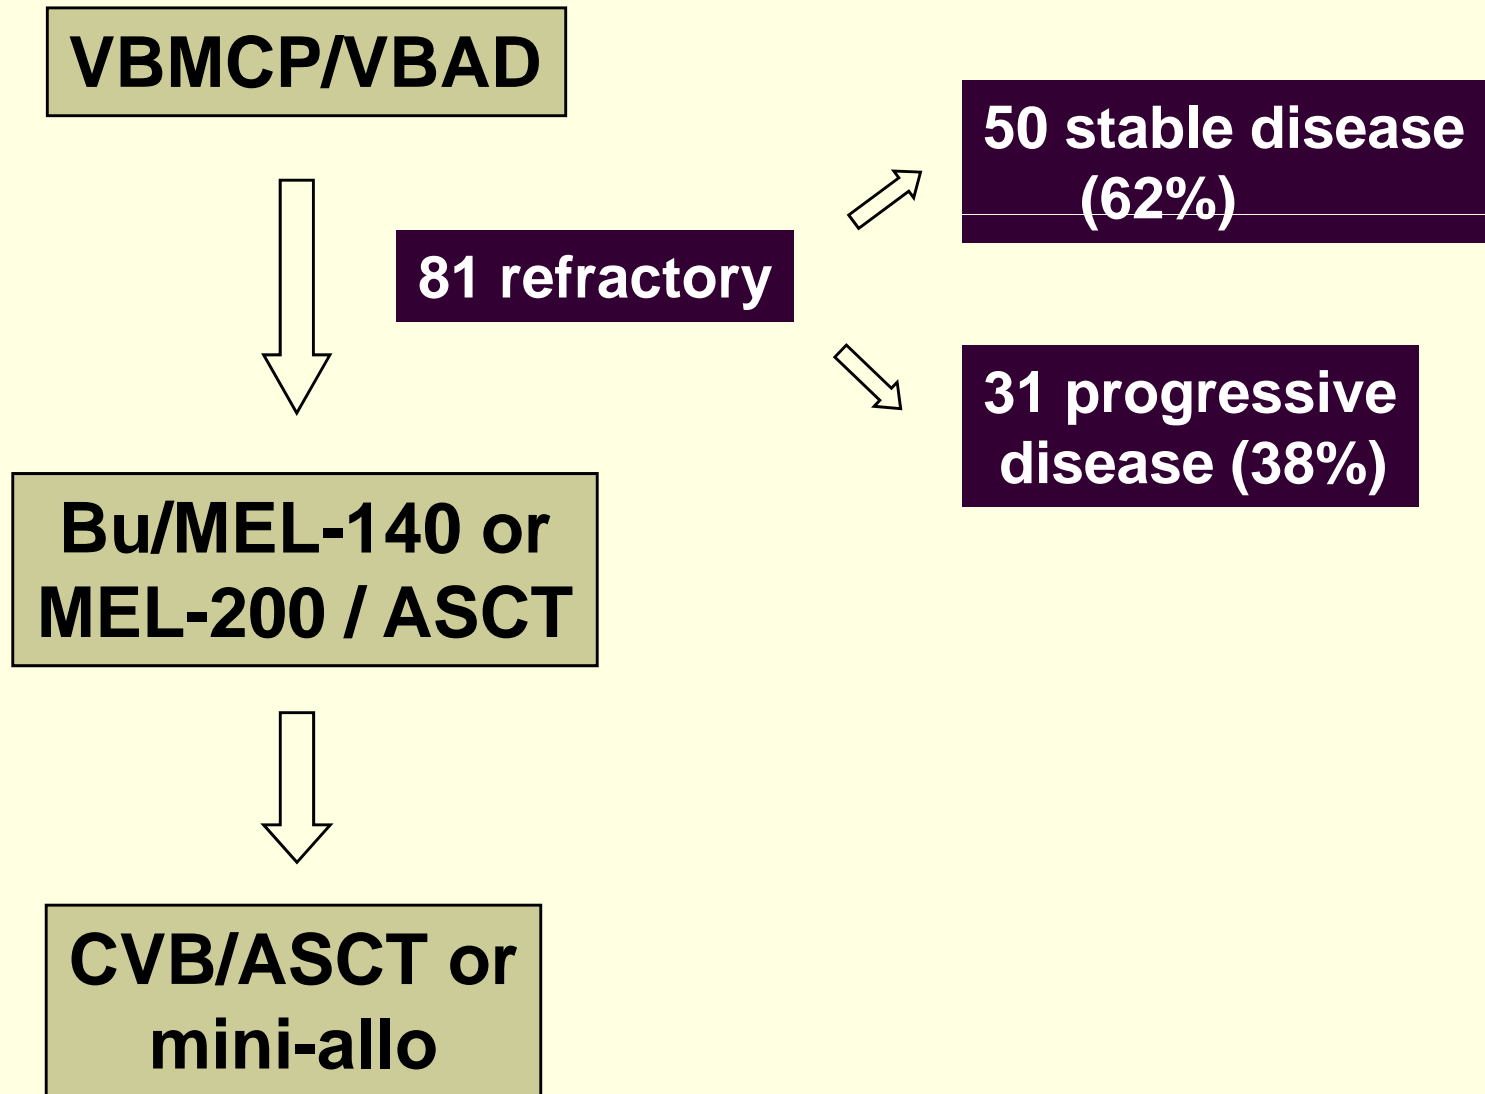 VBMCP/VBAD
50 stable disease
(62%)
81 refractory
31 progressive
disease (38%)
Bu/MEL-140 or
MEL-200 / ASCT
CVB/ASCT or
mini-allo